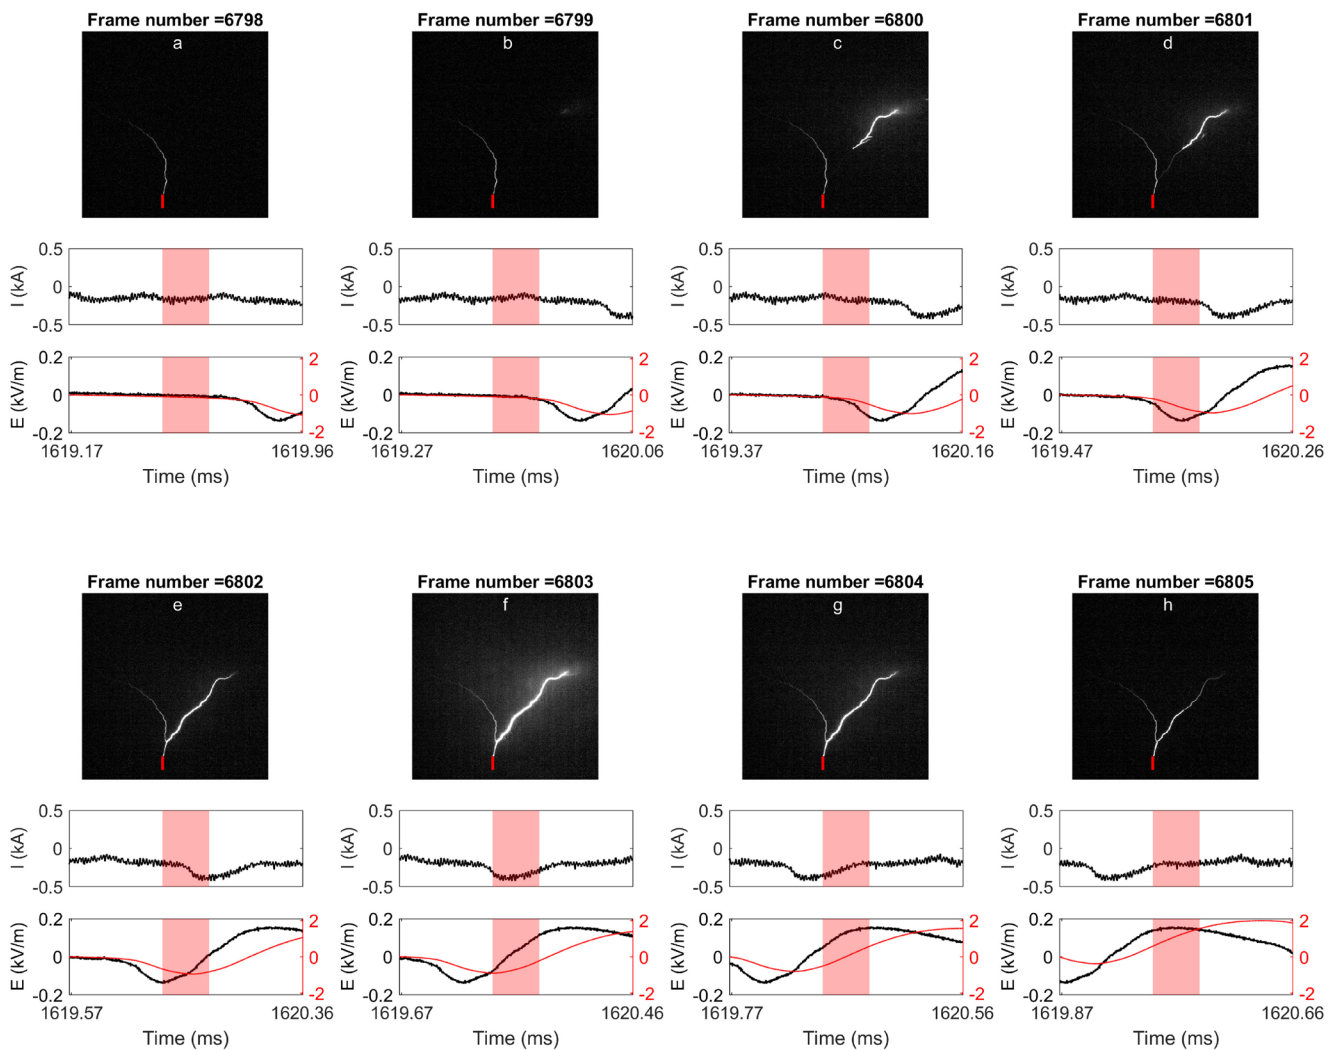 Frame number =6798
Frame number =6799
Frame number =6800
Frame number =6801
a
b
c
d
0.5
0
-0.5
I (kA)
0.5
0
-0.5
I (kA)
0.5
0
-0.5
I (kA)
0.5
0
-0.5
I (kA)
0.2
0
-0.2
E (kV/m)
2
0
-2
0.2
0
-0.2
E (kV/m)
2
0
-2
0.2
0
-0.2
E (kV/m)
2
0
-2
0.2
0
-0.2
E (kV/m)
2
0
-2
1619.17 1619.96
1619.27 1620.06
1619.37 1620.16
1619.47 1620.26
Time (ms)
Time (ms)
Time (ms)
Time (ms)
Frame number =6802
Frame number =6803
Frame number =6804
Frame number =6805
e
f
g
h
0.5
0
-0.5
I (kA)
0.5
0
-0.5
I (kA)
0.5
0
-0.5
I (kA)
0.5
0
-0.5
I (kA)
0.2
0
-0.2
E (kV/m)
2
0
-2
0.2
0
-0.2
E (kV/m)
2
0
-2
0.2
0
-0.2
E (kV/m)
2
0
-2
0.2
0
-0.2
E (kV/m)
2
0
-2
1619.57 1620.36
1619.67 1620.46
1619.77 1620.56
1619.87 1620.66
Time (ms)
Time (ms)
Time (ms)
Time (ms)